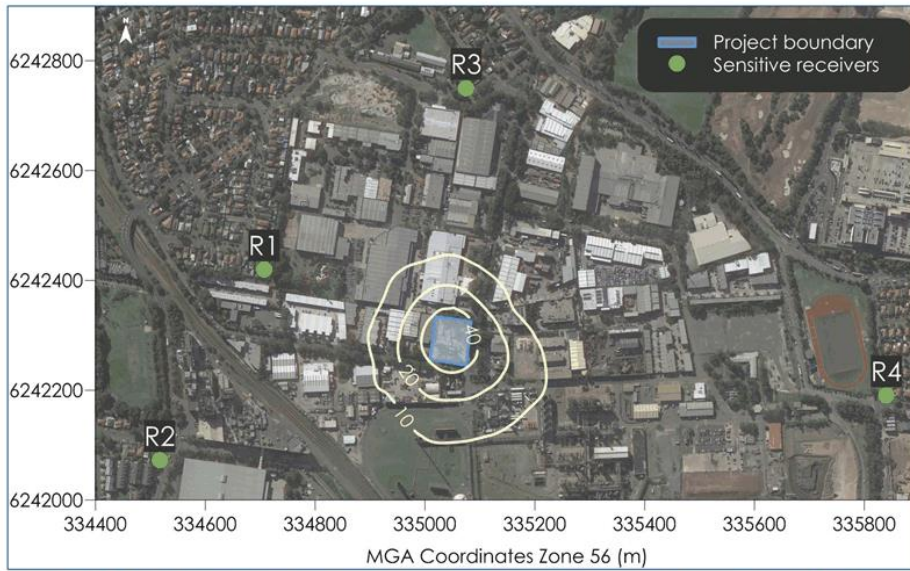 N
Project boundary
Sensitive receivers
6242800
6242600
6242400
6242200
6242000
R3
R1
R4
R2
40
20
10
334400
334600
334800
335000
335200
335400
335600
335800
MGA Coordinates Zone 56 (m)